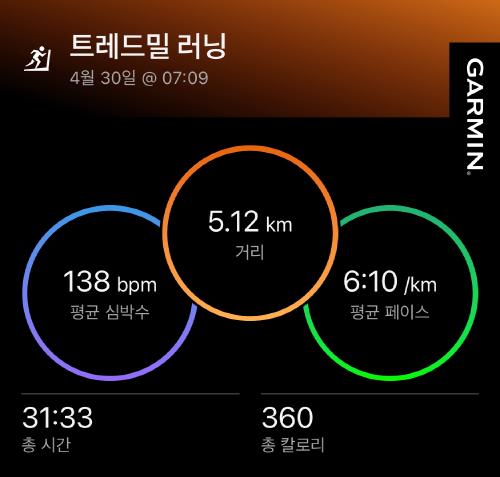 트레드밀 러닝
4월 30일 @ 07:09
GARMIN
5.12 km
거리
138 bpm
평균 심박수
6:10 /km
평균 페이스
31:33
총 시간
360
총 칼로리